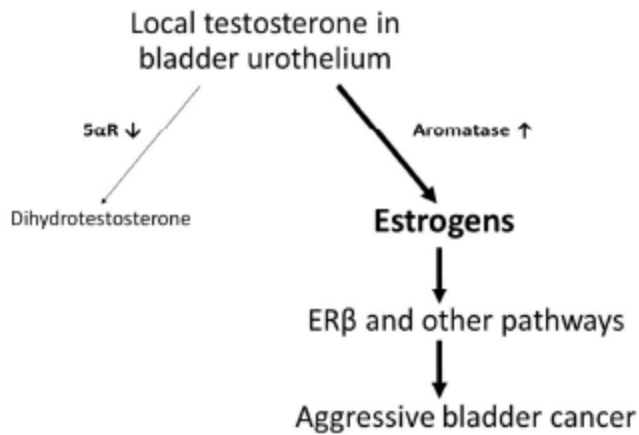 Local testosterone in
bladder urothelium
5αR ↓
Aromatase ↑
Dihydrotestosterone
Estrogens
ERβ and other pathways
Aggressive bladder cancer